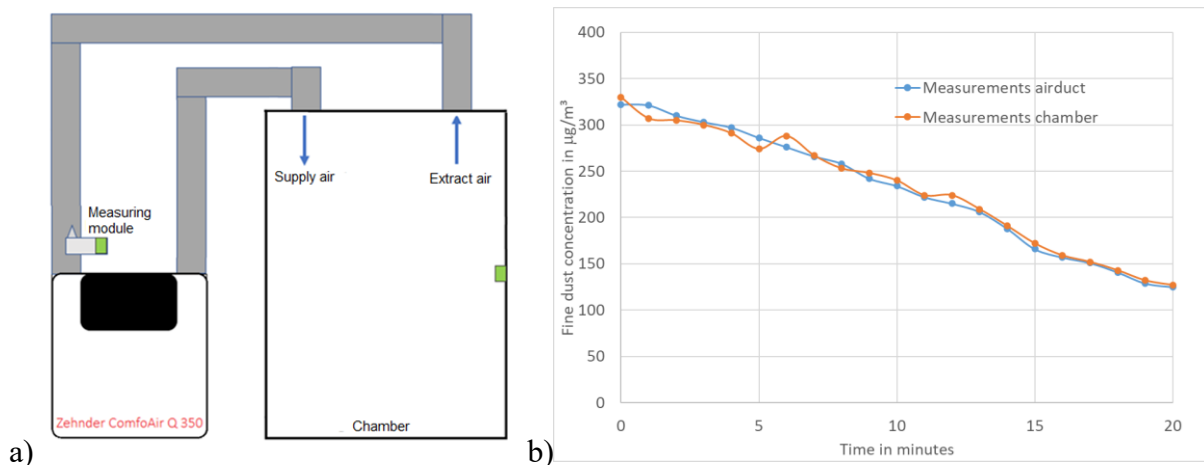 Supply air
Extract air
Measuring
module
Zehnder ComfoAir Q 350
Chamber
a)
Fine dust concentration in µg/m³
400
350
300
250
200
150
100
50
0
Measurements airduct
Measurements chamber
0 5 10 15 20
Time in minutes
b)